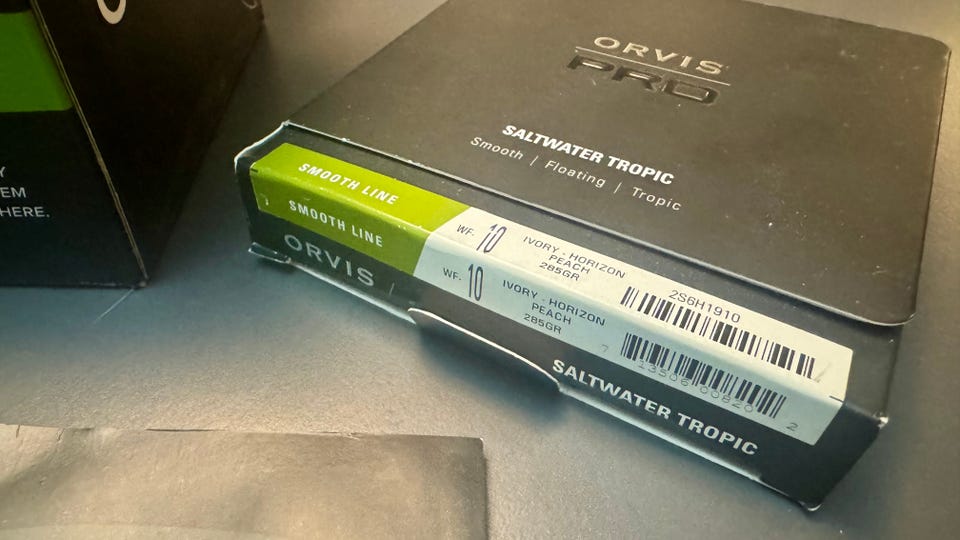 EM
HERE.
ORVIS
PRO
SALTWATER TROPIC
Smooth / Floating / Tropic
SMOOTH LINE
WF. 10
IVORY - HORIZON
PEACH
285GR
2S6H1910
SMOOTH LINE
WF. 10
IVORY - HORIZON
PEACH
285GR
ORVIS /
SALTWATER TROPIC